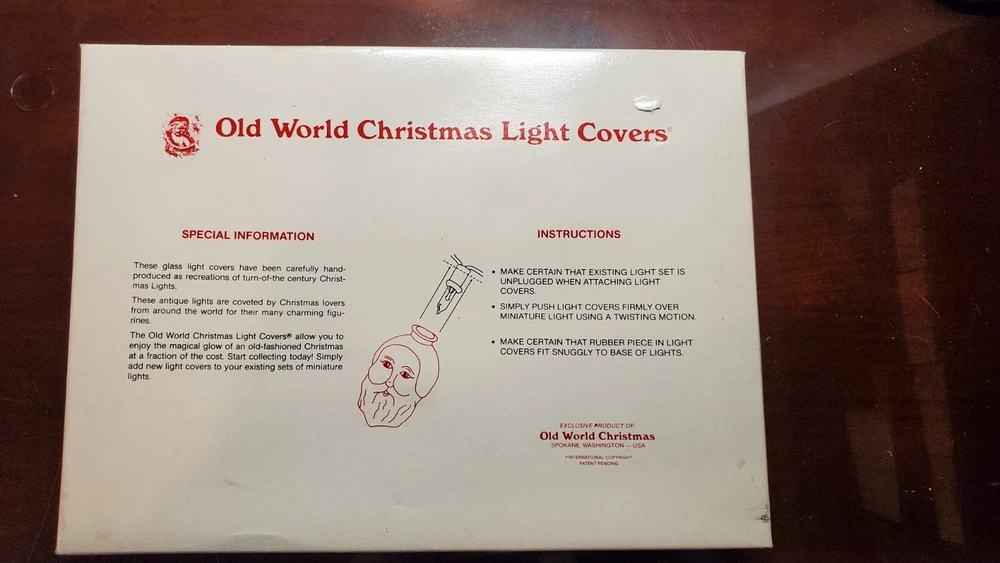 Old World Christmas Light Covers®
SPECIAL INFORMATION
These glass light covers have been carefully hand-
produced as recreations of turn-of-the century Christ-
mas Lights.
These antique lights are coveted by Christmas lovers
from around the world for their many charming figu-
rines.
The Old World Christmas Light Covers® allow you to
enjoy the magical glow of an old-fashioned Christmas
at a fraction of the cost. Start collecting today! Simply
add new light covers to your existing sets of miniature
lights.
INSTRUCTIONS
• MAKE CERTAIN THAT EXISTING LIGHT SET IS
UNPLUGGED WHEN ATTACHING LIGHT
COVERS.
• SIMPLY PUSH LIGHT COVERS FIRMLY OVER
MINIATURE LIGHT USING A TWISTING MOTION.
• MAKE CERTAIN THAT RUBBER PIECE IN LIGHT
COVERS FIT SNUGGLY TO BASE OF LIGHTS.
EXCLUSIVE PRODUCT OF:
Old World Christmas
SPOKANE, WASHINGTON — USA
©INTERNATIONAL COPYRIGHT
PATENT PENDING